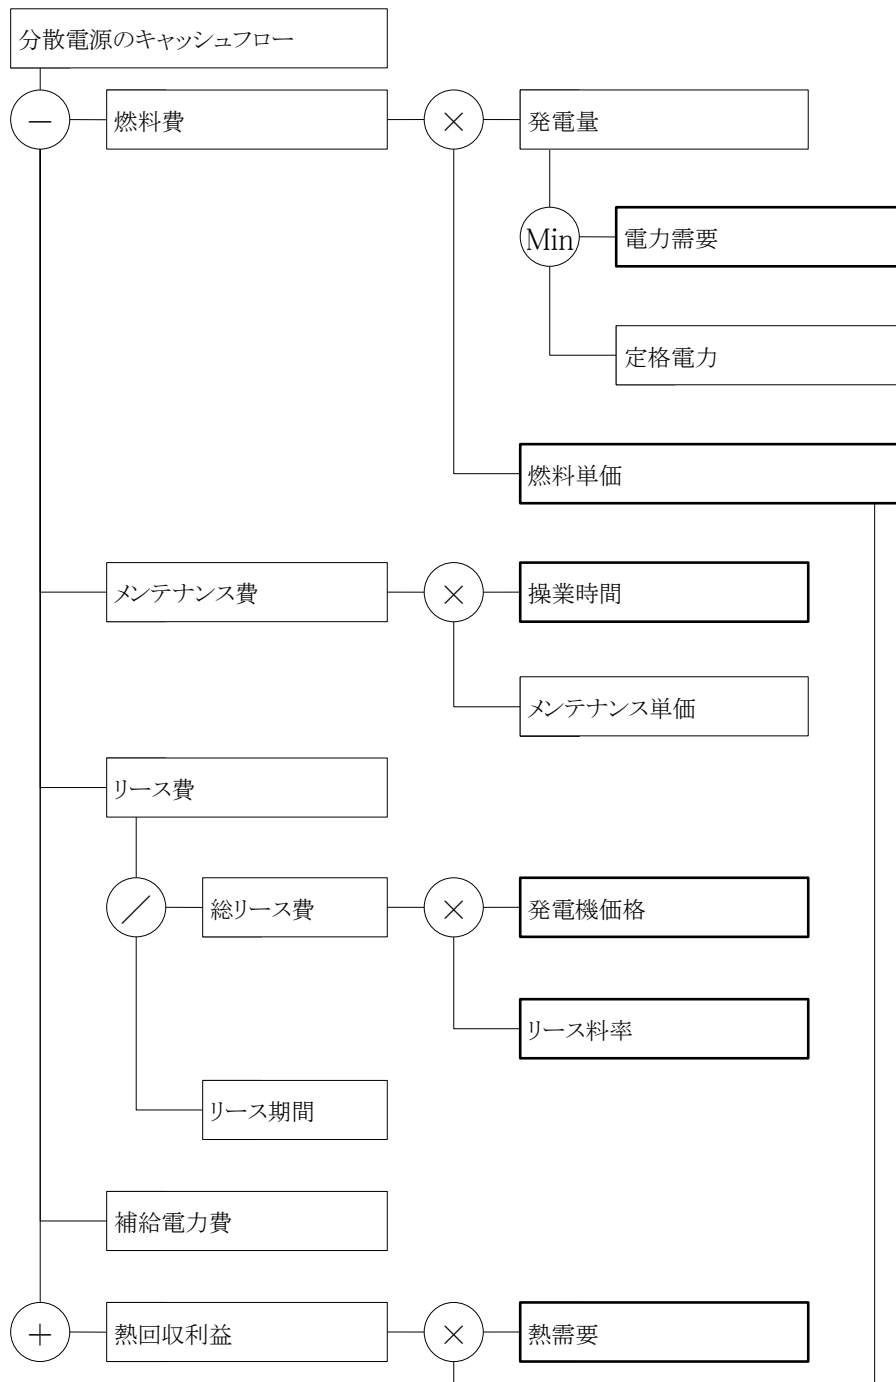 分散電源のキャッシュフロー
－ 燃料費 × 発電量
Min 電力需要
定格電力
燃料単価
メンテナンス費 × 操業時間
メンテナンス単価
リース費
／ 総リース費 × 発電機価格
リース料率
リース期間
補給電力費
＋ 熱回収利益 × 熱需要